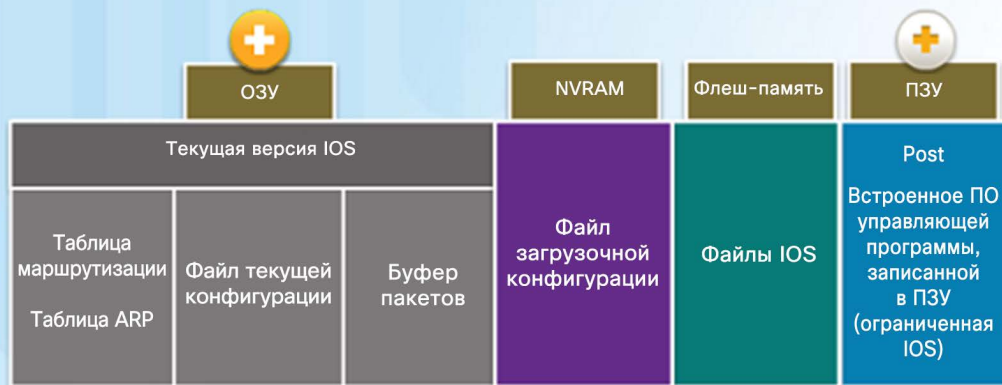 ОЗУ
NVRAM
Флеш-память
ПЗУ
Текущая версия IOS
Таблица
маршрутизации
Таблица ARP
Файл текущей
конфигурации
Буфер
пакетов
Файл
загрузочной
конфигурации
Файлы IOS
Post
Встроенное ПО
управляющей
программы,
записанной
в ПЗУ
(ограниченная
IOS)